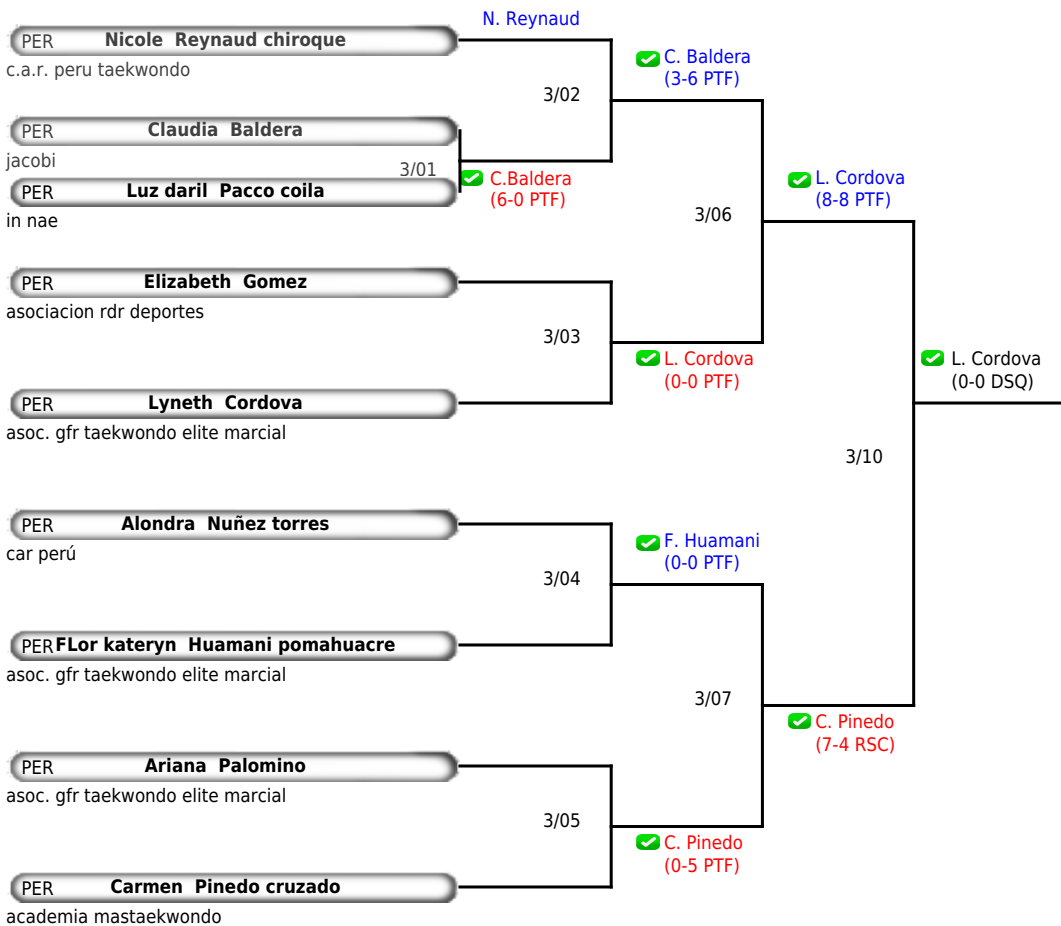 N. Reynaud
PER Nicole Reynaud chiroque
c.a.r. peru taekwondo
C. Baldera
(3-6 PTF)
3/02
PER Claudia Baldera
jacobi
3/01
C.Baldera
(6-0 PTF)
PER Luz daril Pacco coila
in nae
L. Cordova
(8-8 PTF)
3/06
PER Elizabeth Gomez
asociacion rdr deportes
3/03
L. Cordova
(0-0 PTF)
L. Cordova
(0-0 DSQ)
PER Lyneth Cordova
asoc. gfr taekwondo elite marcial
3/10
PER Alondra Nuñez torres
car perú
F. Huamani
(0-0 PTF)
3/04
PER FLor kateryn Huamani pomahuacre
asoc. gfr taekwondo elite marcial
3/07
C. Pinedo
(7-4 RSC)
PER Ariana Palomino
asoc. gfr taekwondo elite marcial
3/05
C. Pinedo
(0-5 PTF)
PER Carmen Pinedo cruzado
academia mastaekwondo